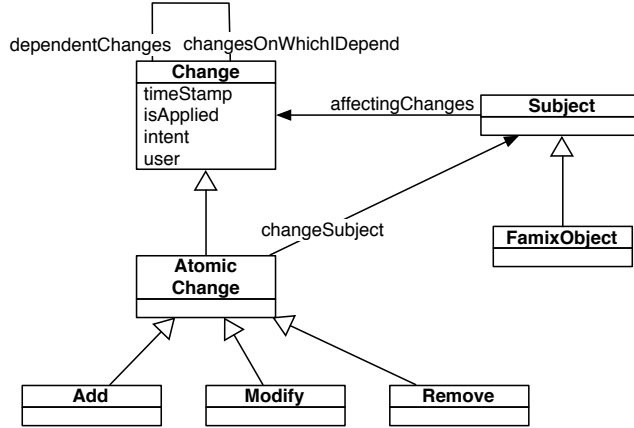 dependentChanges changesOnWhichIDepend
Change
timeStamp
isApplied
intent
user
affectingChanges
Subject
changeSubject
FamixObject
Atomic
Change
Add
Modify
Remove